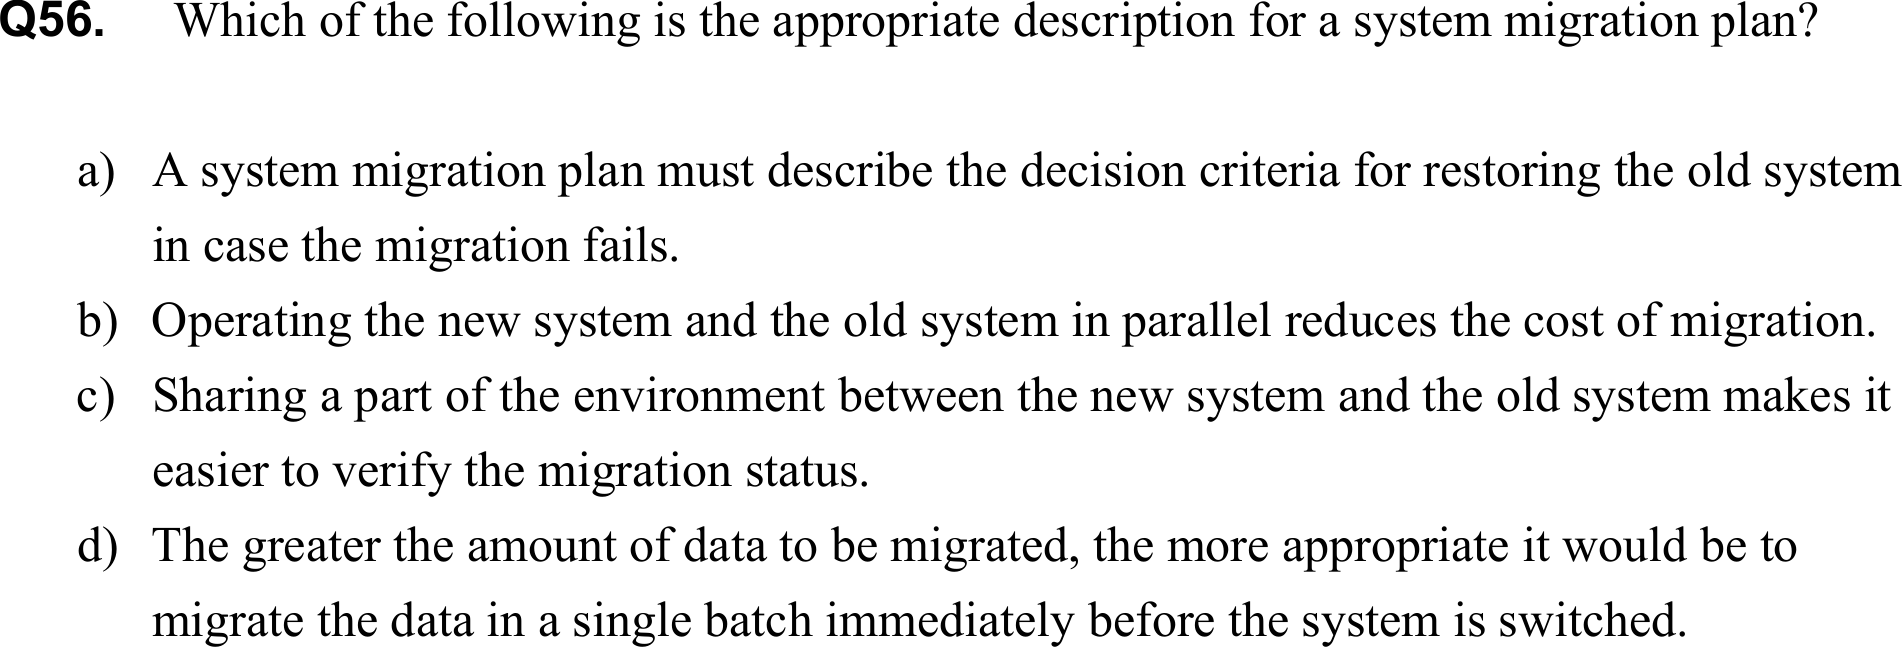 Q56. Which of the following is the appropriate description for a system migration plan?
a) A system migration plan must describe the decision criteria for restoring the old system
in case the migration fails.
b) Operating the new system and the old system in parallel reduces the cost of migration.
c) Sharing a part of the environment between the new system and the old system makes it
easier to verify the migration status.
d) The greater the amount of data to be migrated, the more appropriate it would be to
migrate the data in a single batch immediately before the system is switched.